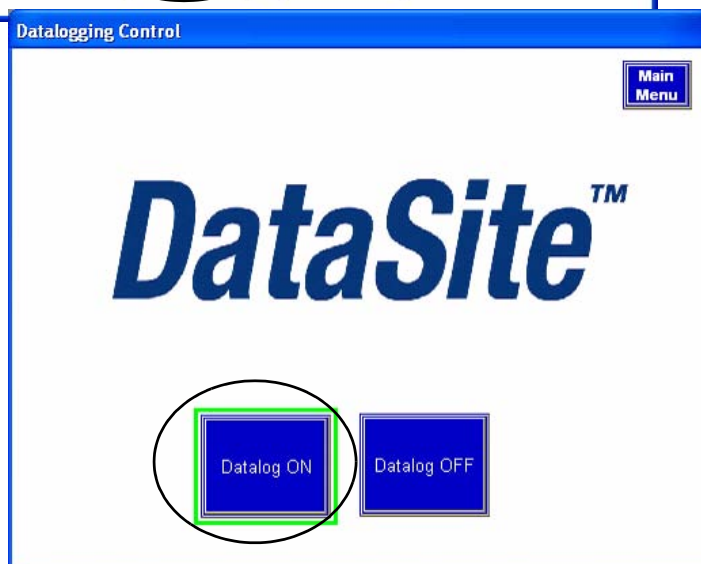 Datalogging Control
Main
Menu
DataSite™
Datalog ON
Datalog OFF